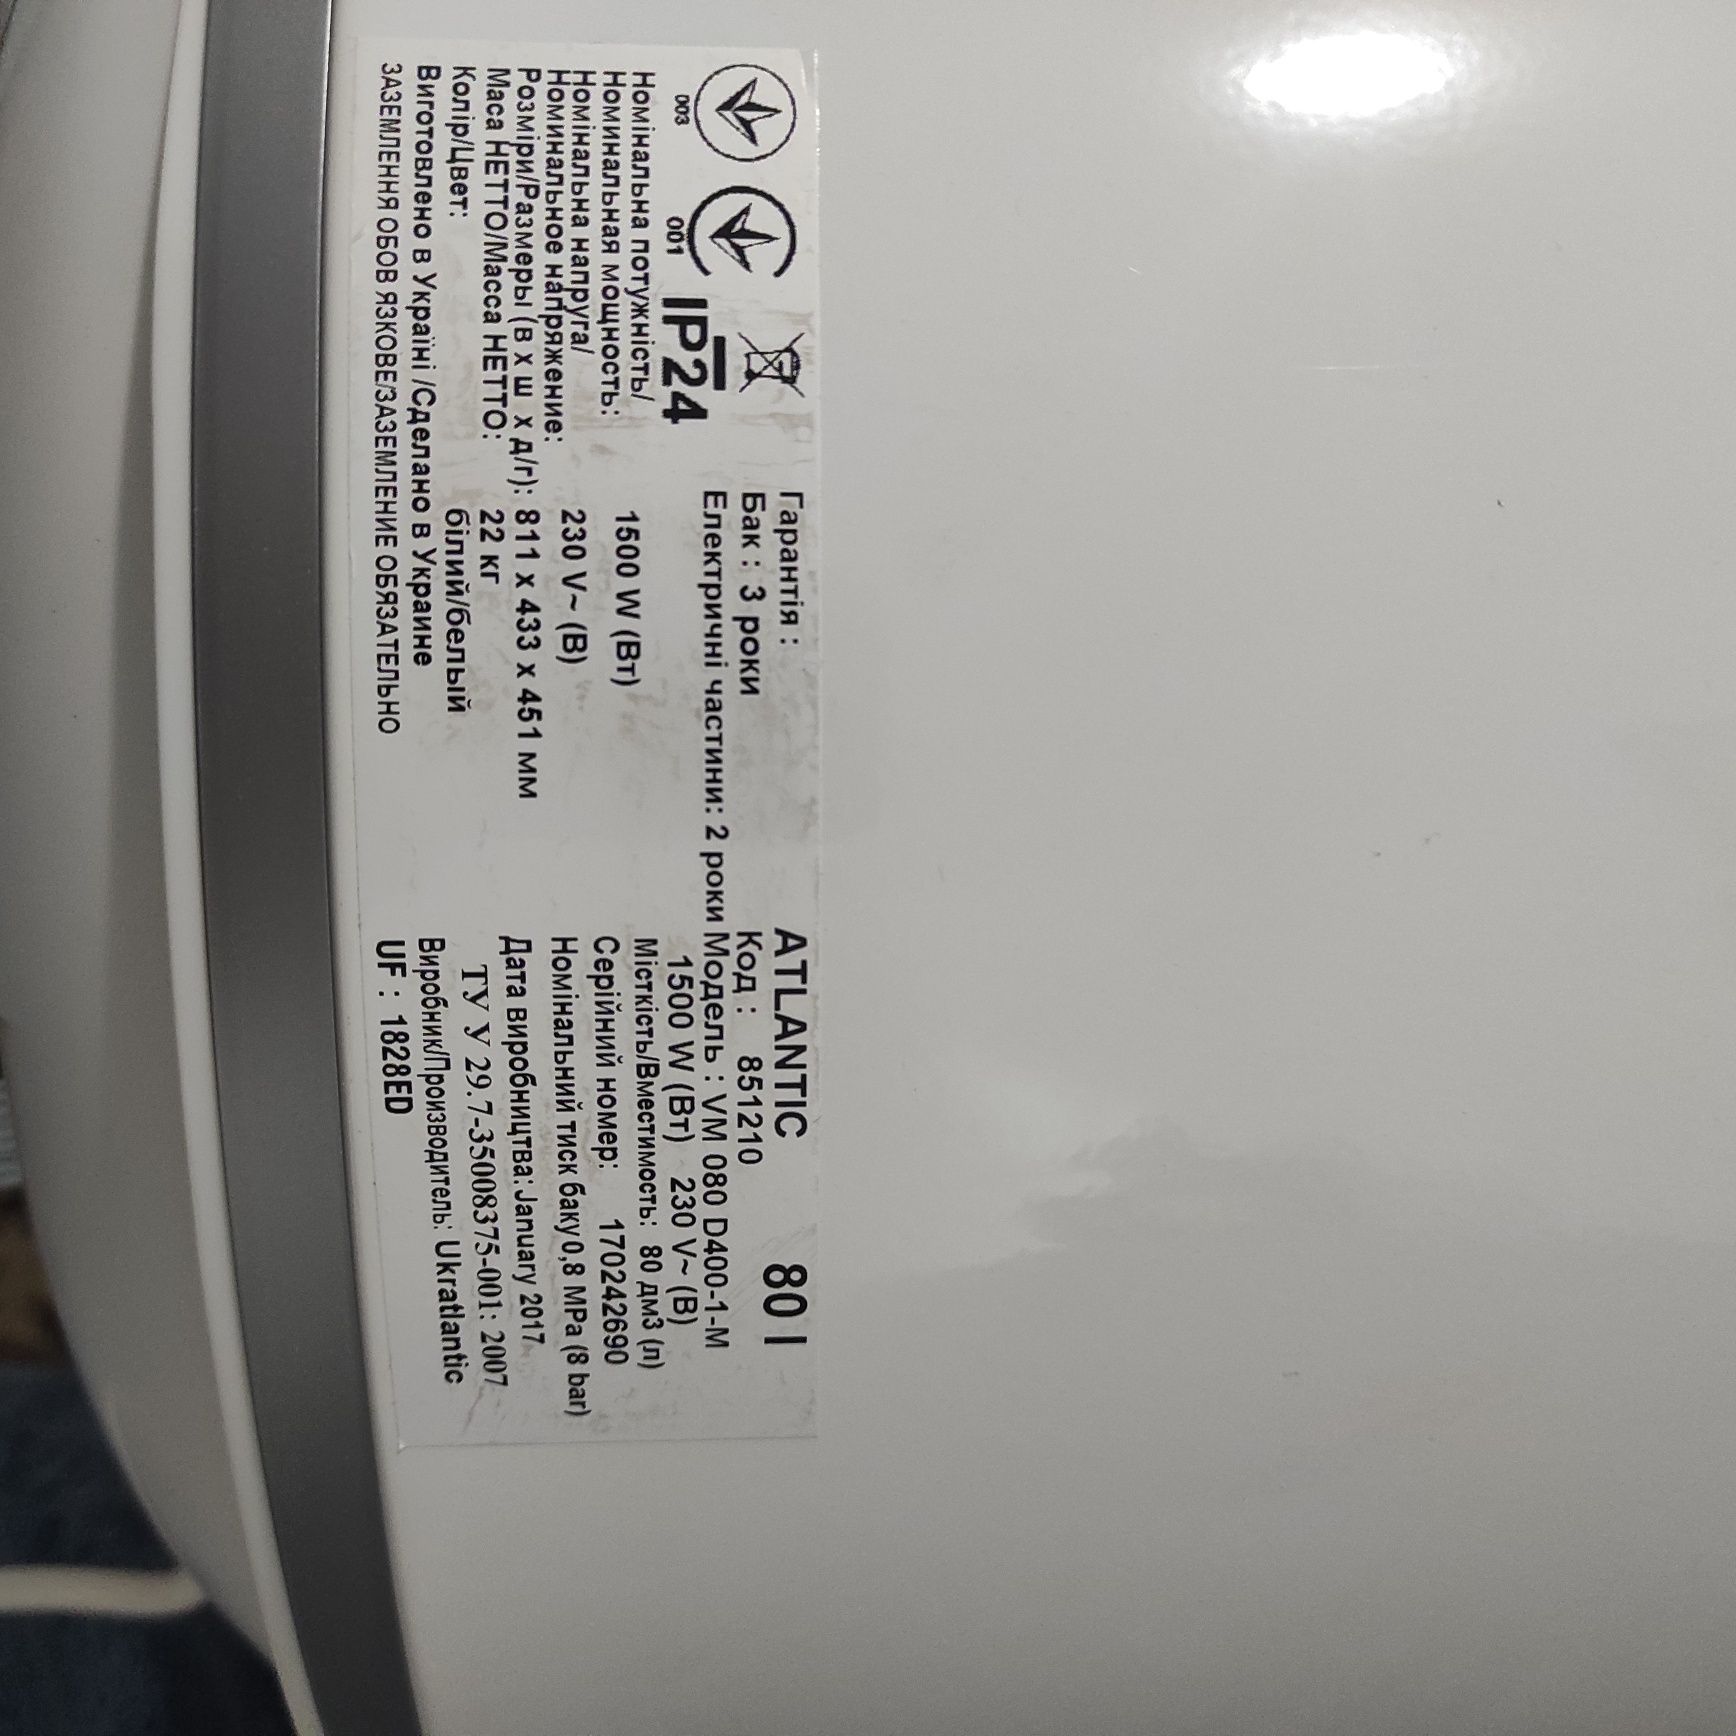 003
001
IP24
Гарантія :
Бак : 3 роки
Електричні частини: 2 роки
Номінальна потужність/
Номинальная мощность: 1500 W (Вт)
Номінальна напруга/
Номинальное напряжение: 230 V~ (В)
Розміри/Размеры (в х ш х д/г): 811 x 433 x 451 мм
Маса НЕТТО/Масса НЕТТО: 22 кг
Колір/Цвет: білий/белый
Виготовлено в Україні /Сделано в Украине
ЗАЗЕМЛЕННЯ ОБОВ ЯЗКОВЕ/ЗАЗЕМЛЕНИЕ ОБЯЗАТЕЛЬНО
ATLANTIC 80 l
Код : 851210
Модель : VM 080 D400-1-M
1500 W (Вт) 230 V~ (В)
Місткість/Вместимость: 80 дм3 (л)
Серійний номер: 170242690
Номінальний тиск баку0,8 MPa (8 bar)
Дата виробництва: January 2017
ТУ У 29.7-35008375-001: 2007
Виробник/Производитель: Ukratlantic
UF : 1828ED